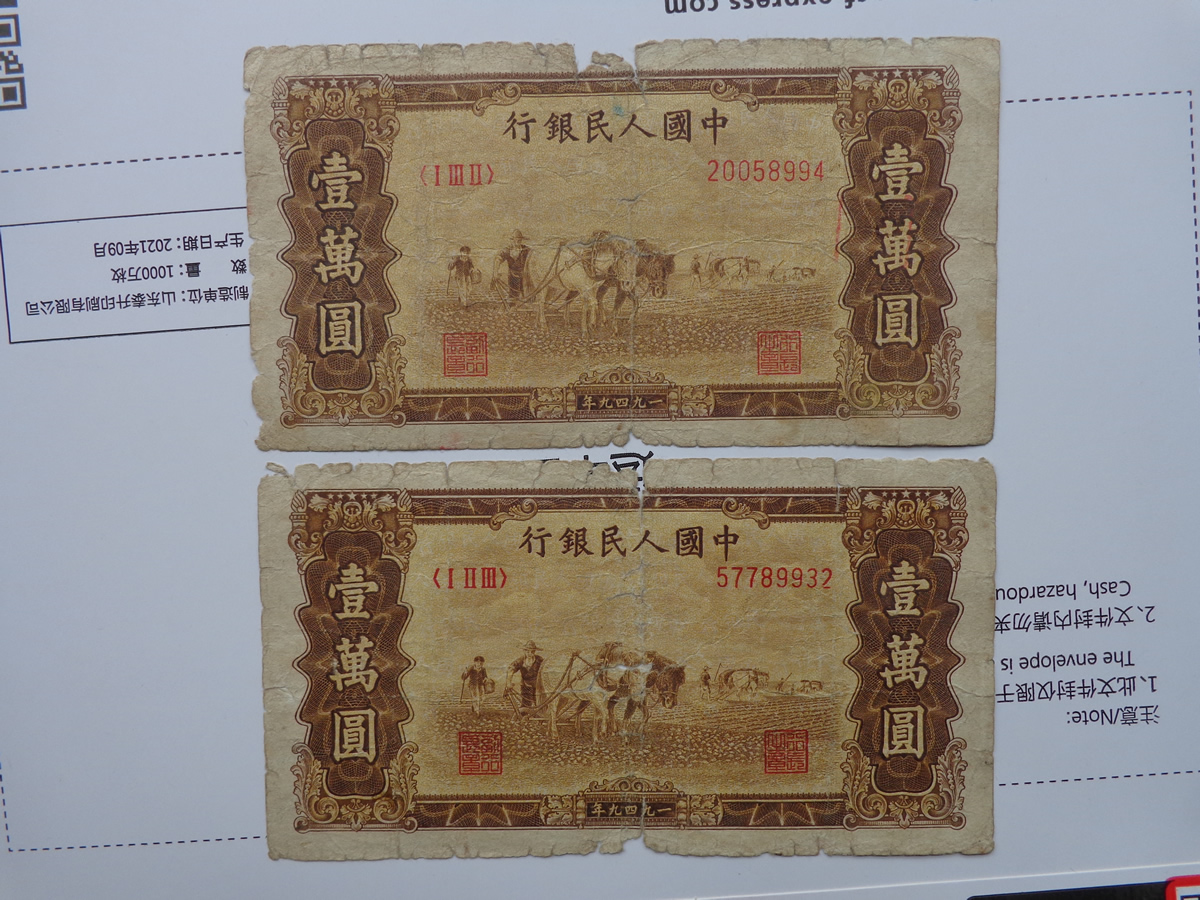 中國人民銀行
〈I III II〉
20058994
壹萬圓
壹萬圓
一九四九年
中國人民銀行
〈I II III〉
57789932
壹萬圓
壹萬圓
一九四九年
注意/Note:
1、此文件封仅限于
The envelope is
2、文件封内请勿夹
Cash, hazardou
制造单位：山东泰升印刷有限公司
数 量：1000万枚
生产日期：2021年09月
of express com